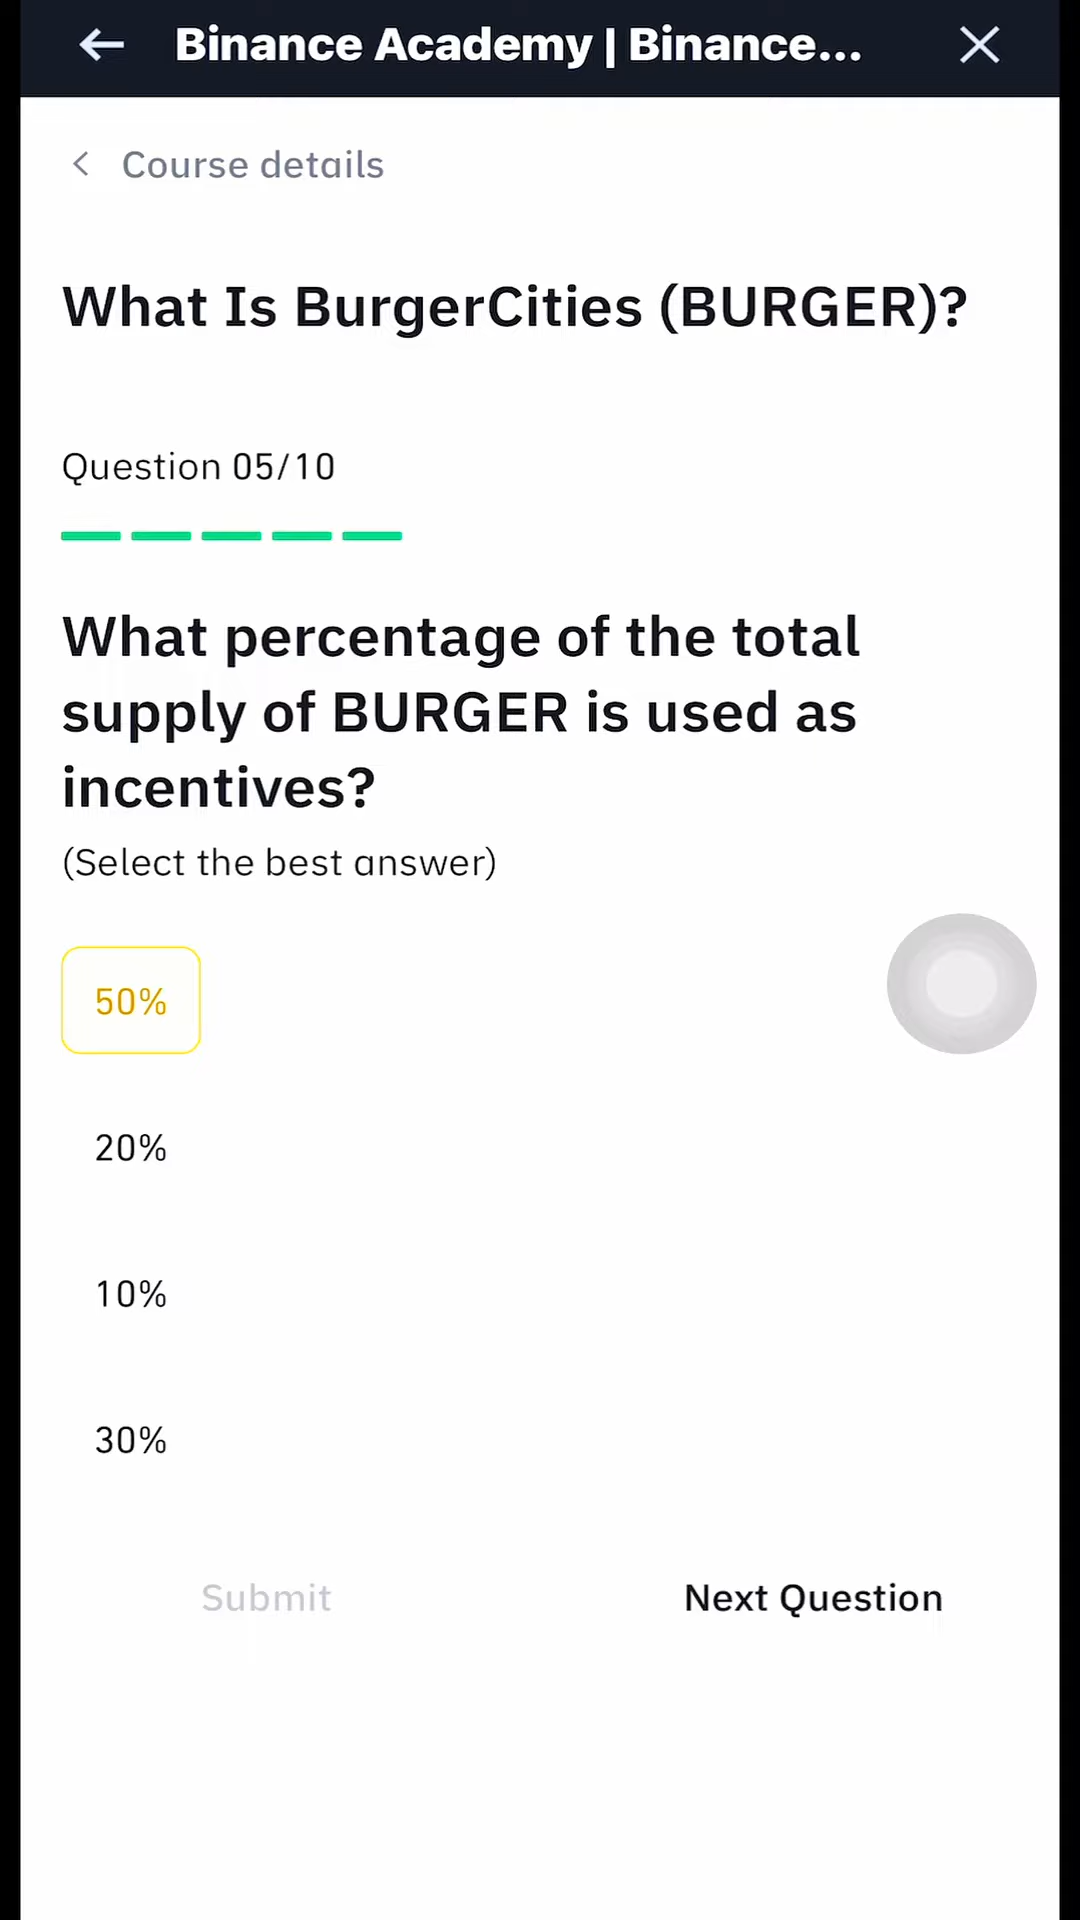 Binance Academy | Binance...
Course details
What Is BurgerCities (BURGER)?
Question 05/10
What percentage of the total
supply of BURGER is used as
incentives?
(Select the best answer)
50%
20%
10%
30%
Submit
Next Question